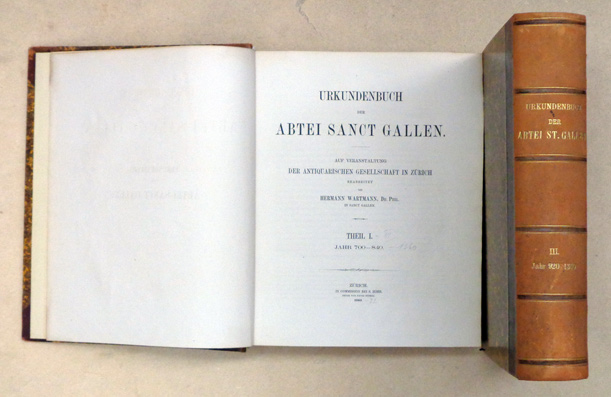 URKUNDENBUCH
DER
ABTEI SANCT GALLEN.
AUF VERANSTALTUNG
DER ANTIQUARISCHEN GESELLSCHAFT IN ZÜRICH
BEARBEITET
VON
HERMANN WARTMANN, Dr. Phil.
IN SANCT GALLEN.
THEIL I.
JAHR 700—840.
ZÜRICH,
URKUNDENBUCH
DER
ABTEI ST. GALLEN
III.
Jahr 920